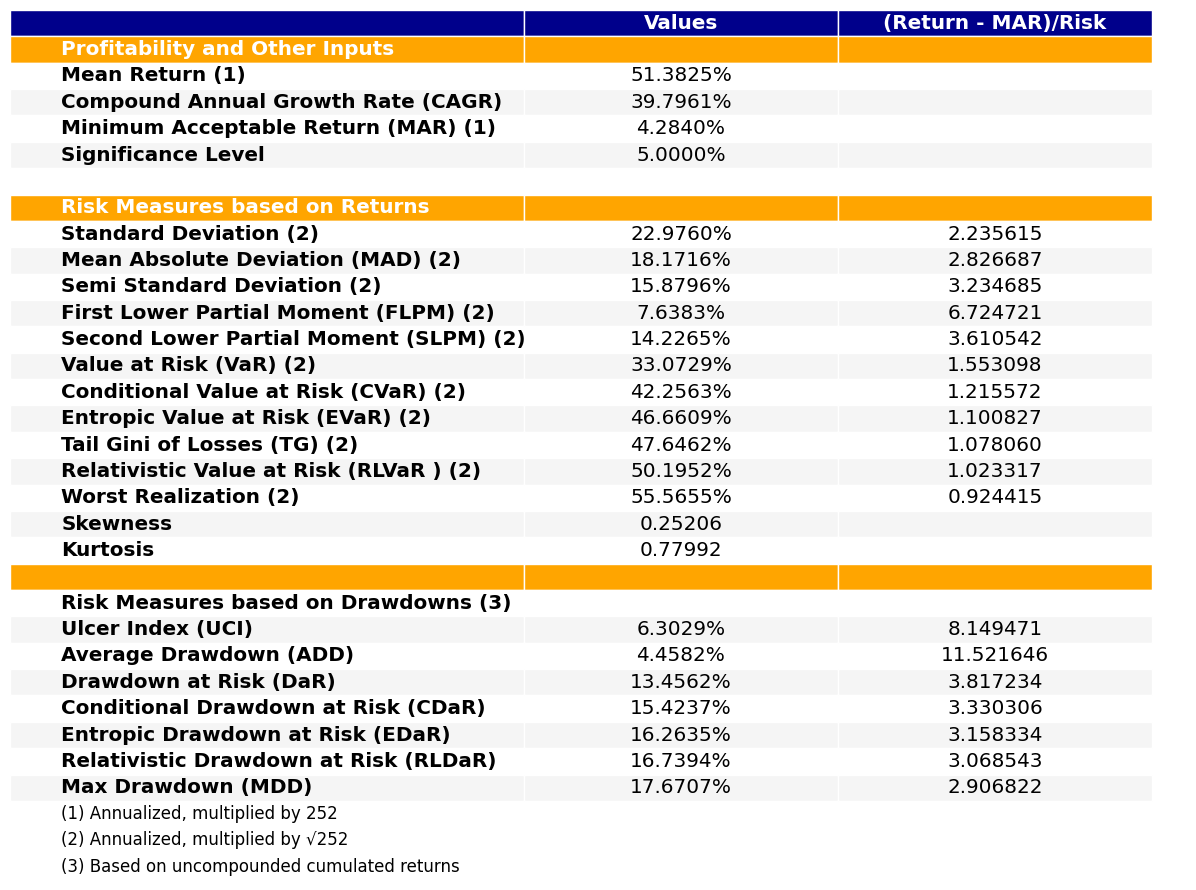 Values (Return - MAR)/Risk
Profitability and Other Inputs
Mean Return (1) 51.3825%
Compound Annual Growth Rate (CAGR) 39.7961%
Minimum Acceptable Return (MAR) (1) 4.2840%
Significance Level 5.0000%
Risk Measures based on Returns
Standard Deviation (2) 22.9760% 2.235615
Mean Absolute Deviation (MAD) (2) 18.1716% 2.826687
Semi Standard Deviation (2) 15.8796% 3.234685
First Lower Partial Moment (FLPM) (2) 7.6383% 6.724721
Second Lower Partial Moment (SLPM) (2) 14.2265% 3.610542
Value at Risk (VaR) (2) 33.0729% 1.553098
Conditional Value at Risk (CVaR) (2) 42.2563% 1.215572
Entropic Value at Risk (EVaR) (2) 46.6609% 1.100827
Tail Gini of Losses (TG) (2) 47.6462% 1.078060
Relativistic Value at Risk (RLVaR ) (2) 50.1952% 1.023317
Worst Realization (2) 55.5655% 0.924415
Skewness 0.25206
Kurtosis 0.77992
Risk Measures based on Drawdowns (3)
Ulcer Index (UCI) 6.3029% 8.149471
Average Drawdown (ADD) 4.4582% 11.521646
Drawdown at Risk (DaR) 13.4562% 3.817234
Conditional Drawdown at Risk (CDaR) 15.4237% 3.330306
Entropic Drawdown at Risk (EDaR) 16.2635% 3.158334
Relativistic Drawdown at Risk (RLDaR) 16.7394% 3.068543
Max Drawdown (MDD) 17.6707% 2.906822
(1) Annualized, multiplied by 252
(2) Annualized, multiplied by √252
(3) Based on uncompounded cumulated returns